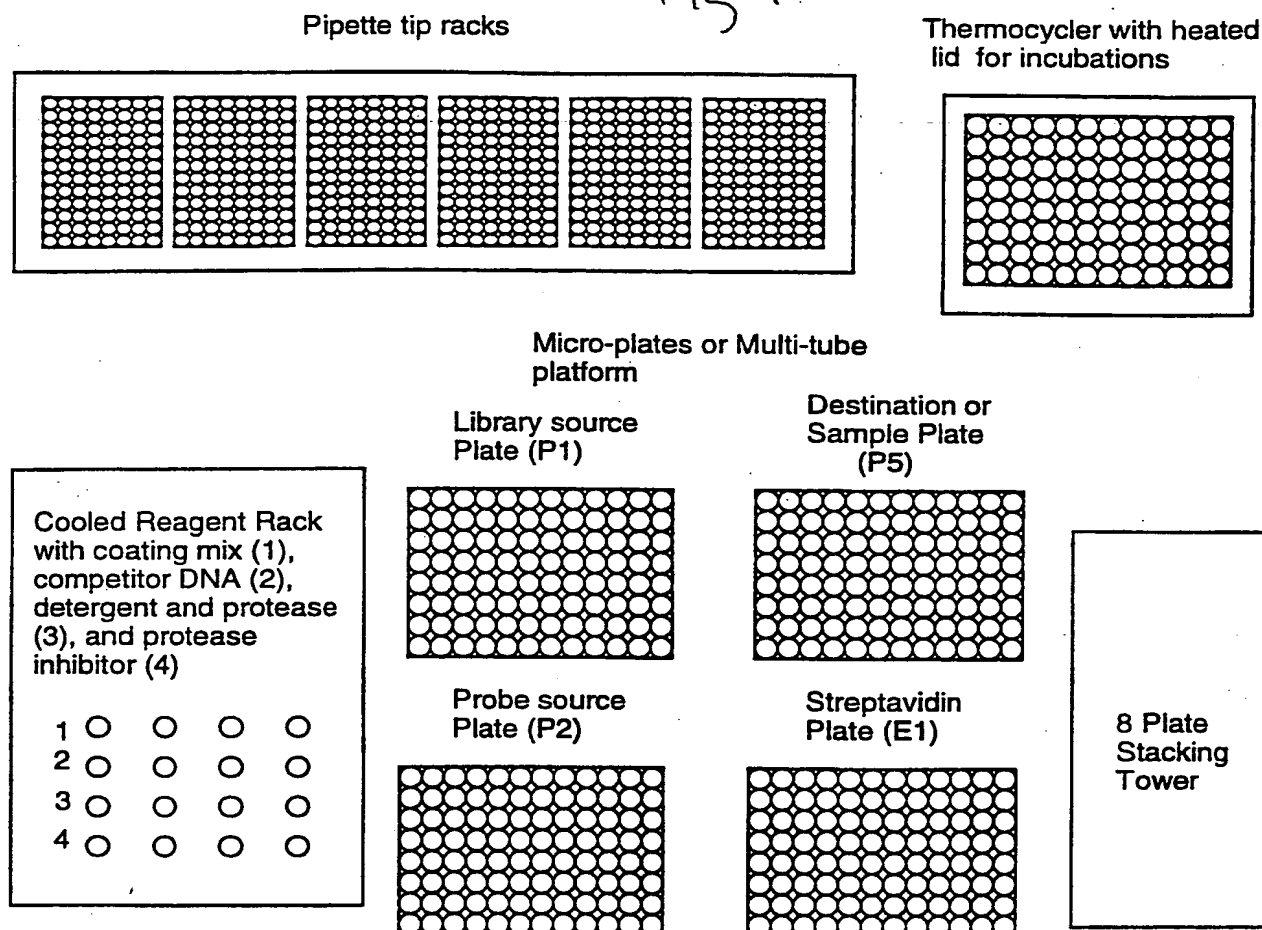 Fig.
Pipette tip racks
Thermocycler with heated
lid for incubations
Micro-plates or Multi-tube
platform
Library source
Plate (P1)
Destination or
Sample Plate
(P5)
Cooled Reagent Rack
with coating mix (1),
competitor DNA (2),
detergent and protease
(3), and protease
inhibitor (4)
1
2
3
4
Probe source
Plate (P2)
Streptavidin
Plate (E1)
8 Plate
Stacking
Tower